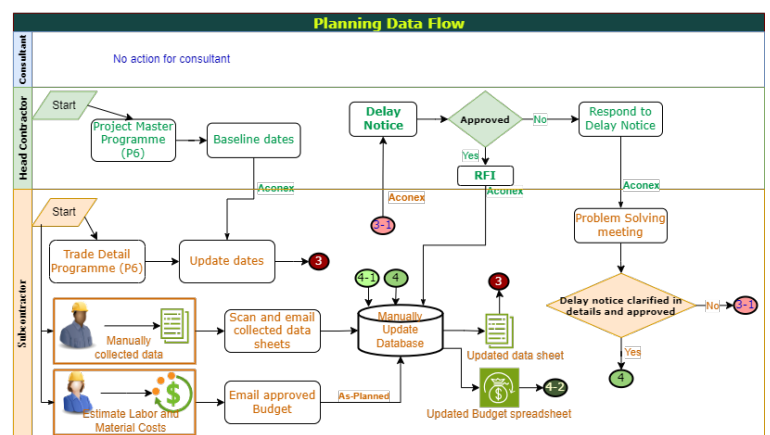 Planning Data Flow
Consultant
No action for consultant
Head Contractor
Start
Project Master
Programme
(P6)
Baseline dates
Aconex
Delay
Notice
Approved
No
Respond to
Delay Notice
Yes
RFI
Aconex
Aconex
Aconex
3-1
Subcontractor
Start
Trade Detail
Programme (P6)
Update dates
3
Problem Solving
meeting
Delay notice clarified in
details and approved
No
3-1
Yes
4
Manually
collected data
Scan and email
collected data
sheets
4-1
4
Manually
Update
Database
3
Updated data sheet
Estimate Labor and
Material Costs
Email approved
Budget
As-Planned
4-2
Updated Budget spreadsheet